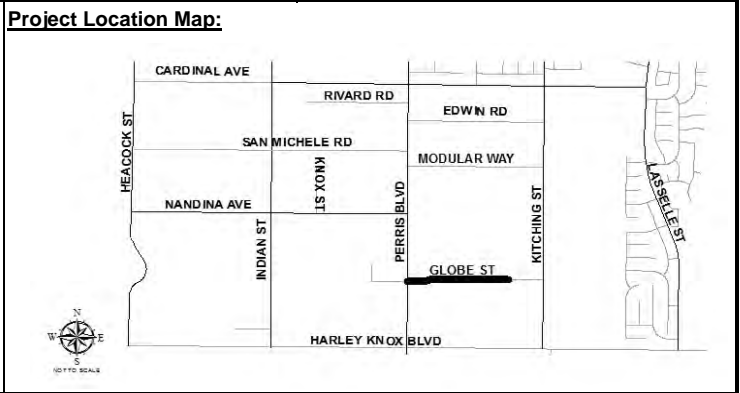 Project Location Map:
CARDINAL AVE
RIVARD RD
EDWIN RD
HEACOCK ST
SAN MICHELE RD
KNOX ST
MODULAR WAY
LASSELLE ST
NANDINA AVE
PERRIS BLVD
KITCHING ST
INDIAN ST
GLOBE ST
N
W
E
S
NOT TO SCALE
HARLEY KNOX BLVD